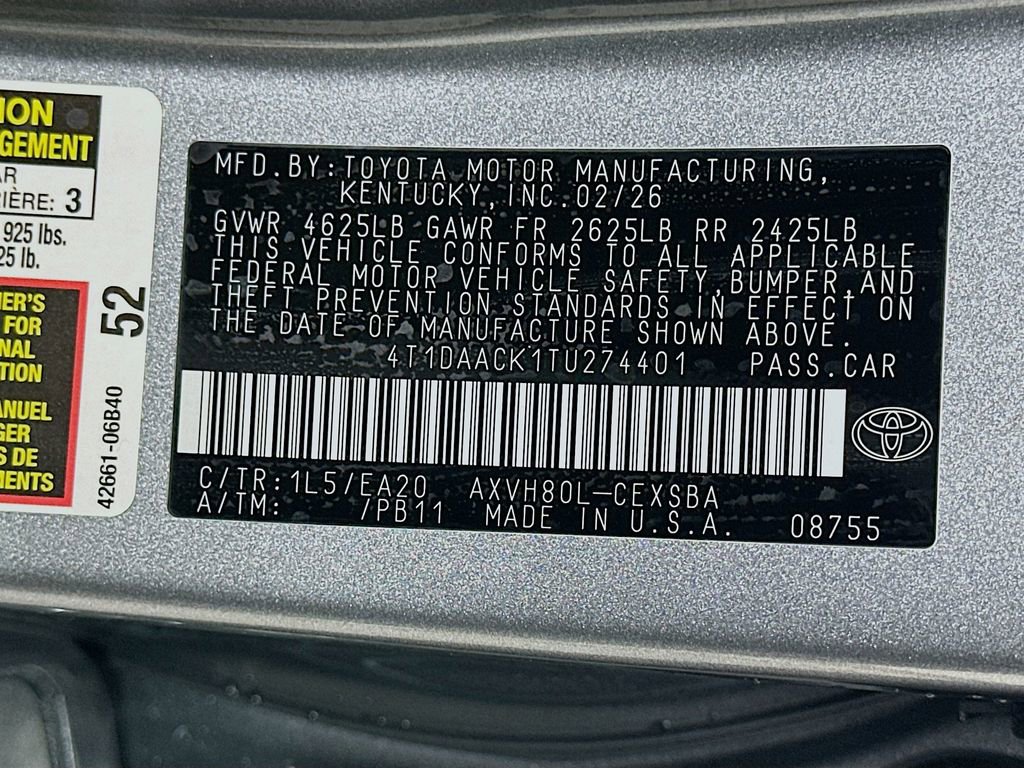 ION
GEMENT
AR
RIÈRE: 3
925 lbs.
25 lb.
ER'S
FOR
NAL
TION
ANUEL
GER
S DE
EMENTS
52
42661-06B40
MFD.BY:TOYOTA MOTOR MANUFACTURING,
KENTUCKY, INC.02/26
GVWR 4625LB GAWR FR 2625LB RR 2425LB
THIS VEHICLE CONFORMS TO ALL APPLICABLE
FEDERAL MOTOR VEHICLE SAFETY,BUMPER,AND
THEFT PREVENTION STANDARDS IN EFFECT ON
THE DATE OF MANUFACTURE SHOWN ABOVE.
4T1DAACK1TU274401 PASS.CAR
C/TR:1L5/EA20 AXVH80L-CEXSBA
A/TM: /PB11 MADE IN U.S.A. 08755